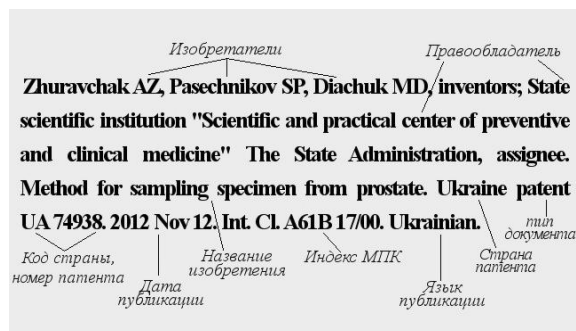 Изобретатели
Правообладатель
Zhuravchak AZ, Pasechnikov SP, Diachuk MD, inventors; State
scientific institution "Scientific and practical center of preventive
and clinical medicine" The State Administration, assignee.
Method for sampling specimen from prostate. Ukraine patent
UA 74938. 2012 Nov 12. Int. Cl. A61B 17/00. Ukrainian.
тип
документа
Код страны,
номер патента
Название
изобретения
Индекс МПК
Страна
патента
Дата
публикации
Язык
публикации